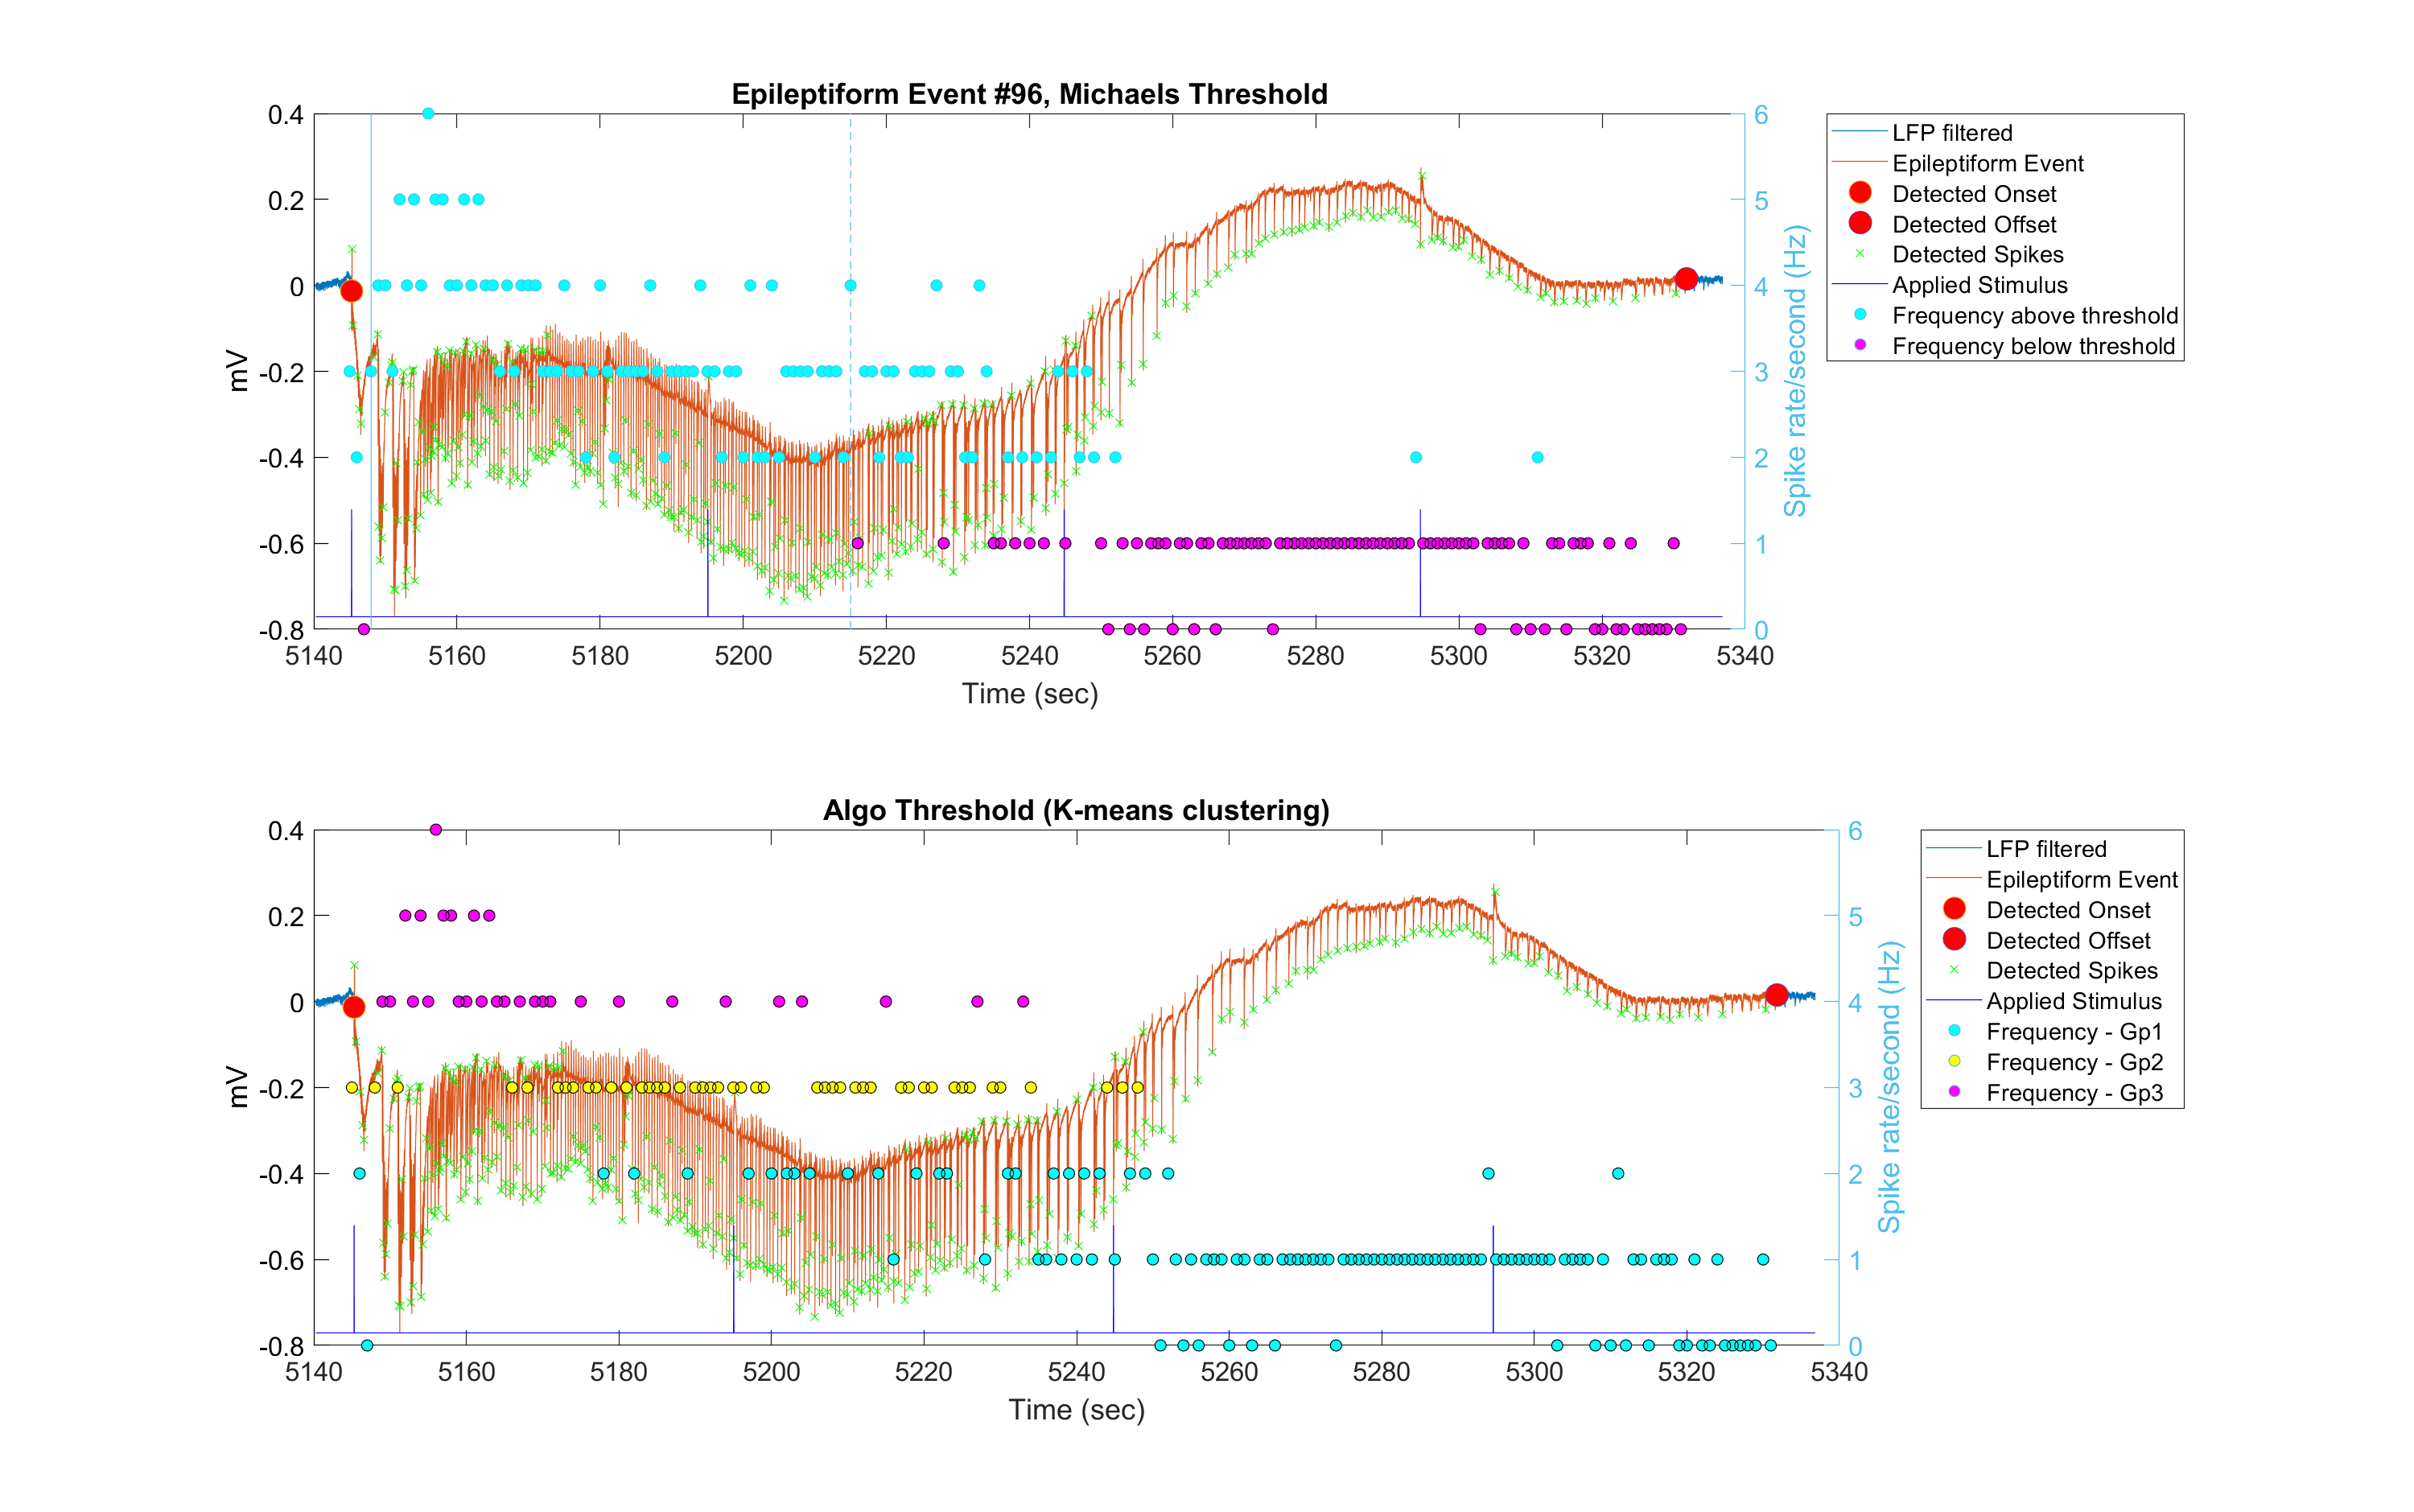 Epileptiform Event #96, Michaels Threshold
0.4
0.2
0
-0.2
-0.4
-0.6
-0.8
mV
5140 5160 5180 5200 5220 5240 5260 5280 5300 5320 5340
Time (sec)
6
5
4
3
2
1
0
Spike rate/second (Hz)
LFP filtered
Epileptiform Event
Detected Onset
Detected Offset
Detected Spikes
Applied Stimulus
Frequency above threshold
Frequency below threshold
Algo Threshold (K-means clustering)
0.4
0.2
0
-0.2
-0.4
-0.6
-0.8
mV
5140 5160 5180 5200 5220 5240 5260 5280 5300 5320 5340
Time (sec)
6
5
4
3
2
1
0
Spike rate/second (Hz)
LFP filtered
Epileptiform Event
Detected Onset
Detected Offset
Detected Spikes
Applied Stimulus
Frequency - Gp1
Frequency - Gp2
Frequency - Gp3